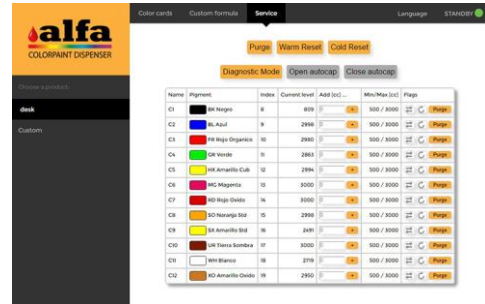 Color cards Custom formula Service Language STANDBY
alfa
COLORPAINT DISPENSER
Purge Warm Reset Cold Reset
Diagnostic Mode Open autocap Close autocap
Choose a product:
desk
Custom
Name Pigment Index Current level Add (cc) ... Min/Max (cc) Flags
C1 BK Negro 8 809 + 500 / 3000 Purge
C2 BL Azul 9 2998 + 500 / 3000 Purge
C3 FR Rojo Organico 10 2980 + 500 / 3000 Purge
C4 GR Verde 11 2863 + 500 / 3000 Purge
C5 HX Amarillo Cub 12 2994 + 500 / 3000 Purge
C6 MG Magenta 13 3000 + 500 / 3000 Purge
C7 RD Rojo Oxido 14 3000 + 500 / 3000 Purge
C8 SO Naranja Std 15 2998 + 500 / 3000 Purge
C9 SX Amarillo Std 16 2491 + 500 / 3000 Purge
C10 UR Tierra Sombra 17 3000 + 500 / 3000 Purge
C11 WH Blanco 18 2719 + 500 / 3000 Purge
C12 XO Amarillo Oxido 19 2950 + 500 / 3000 Purge